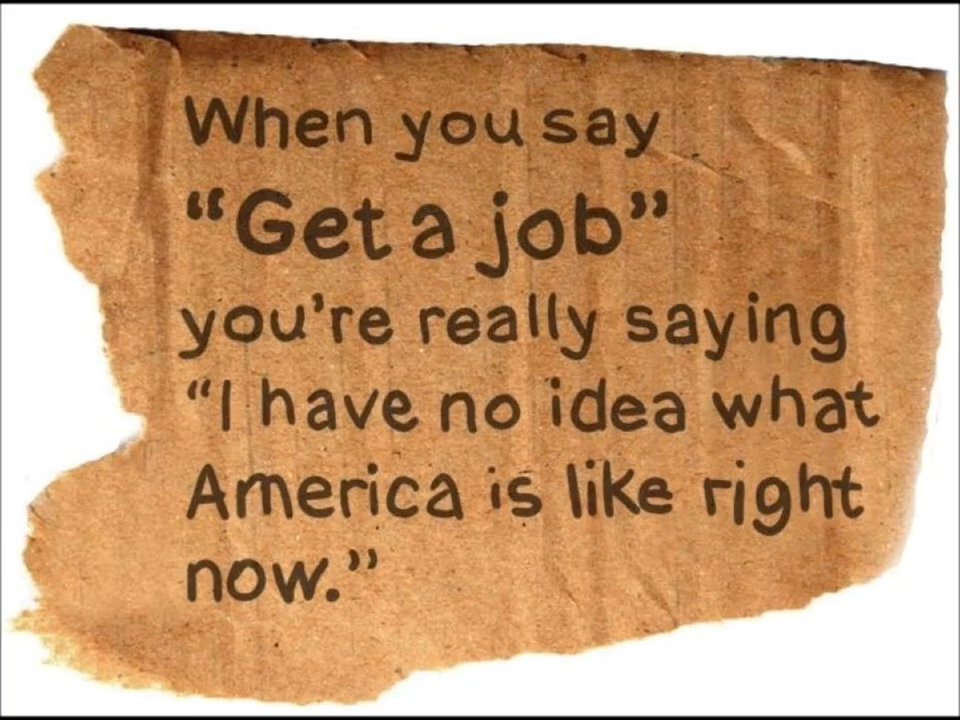 When you say
“Get a job”
you're really saying
“I have no idea what
America is like right
now.”